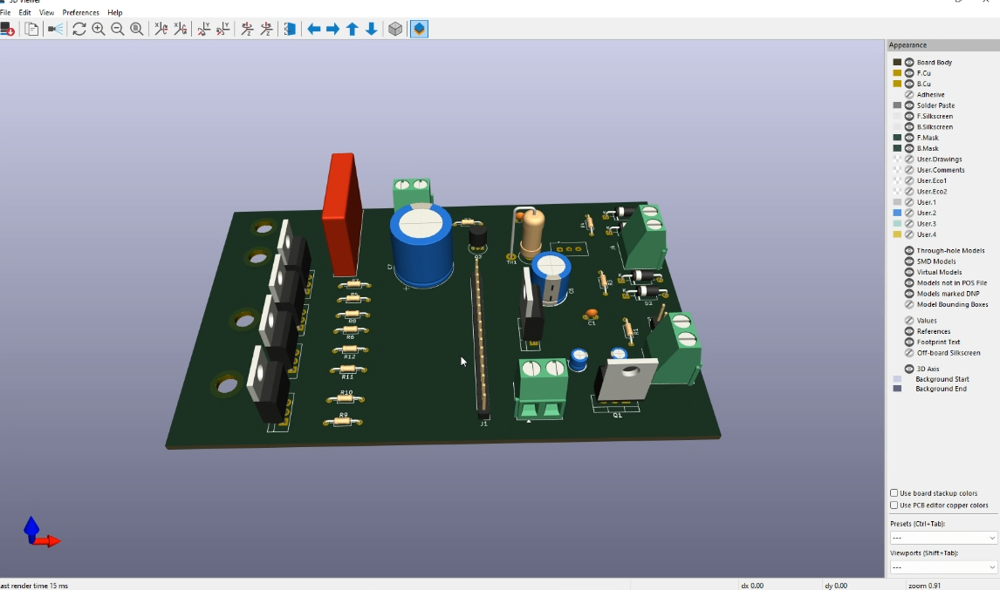 3D Viewer
File Edit View Preferences Help
Appearance
Board Body
F.Cu
B.Cu
Adhesive
Solder Paste
F.Silkscreen
B.Silkscreen
F.Mask
B.Mask
User.Drawings
User.Comments
User.Eco1
User.Eco2
User.1
User.2
User.3
User.4
Through-hole Models
SMD Models
Virtual Models
Models not in POS File
Models marked DNP
Model Bounding Boxes
Values
References
Footprint Text
Off-board Silkscreen
3D Axis
Background Start
Background End
TH1
D2
C1
R8
R6
R12
R11
R10
R9
J1
Q1
Use board stackup colors
Use PCB editor copper colors
Presets (Ctrl+Tab):
---
Viewports (Shift+Tab):
---
ast render time 15 ms
dx 0.00
dy 0.00
zoom 0.91